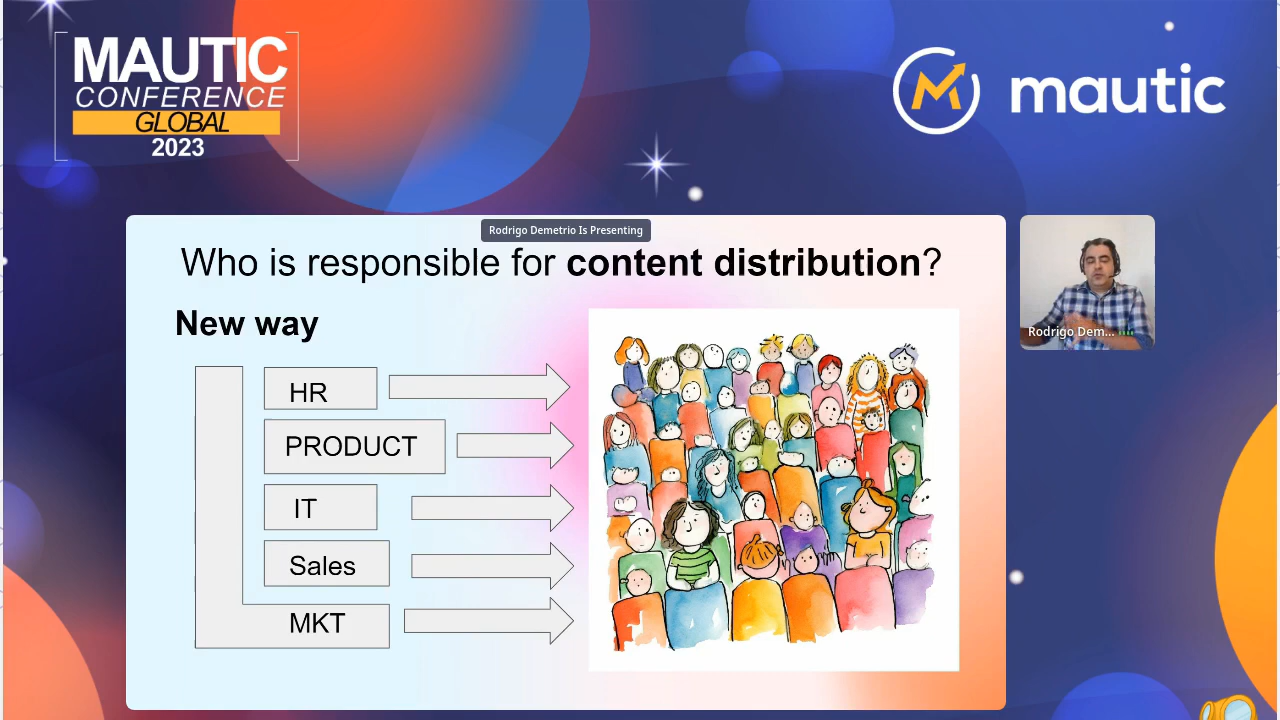 MAUTIC
CONFERENCE
GLOBAL
2023
mautic
Rodrigo Demetrio Is Presenting
Who is responsible for content distribution?
New way
HR
PRODUCT
IT
Sales
MKT
Rodrigo Dem...